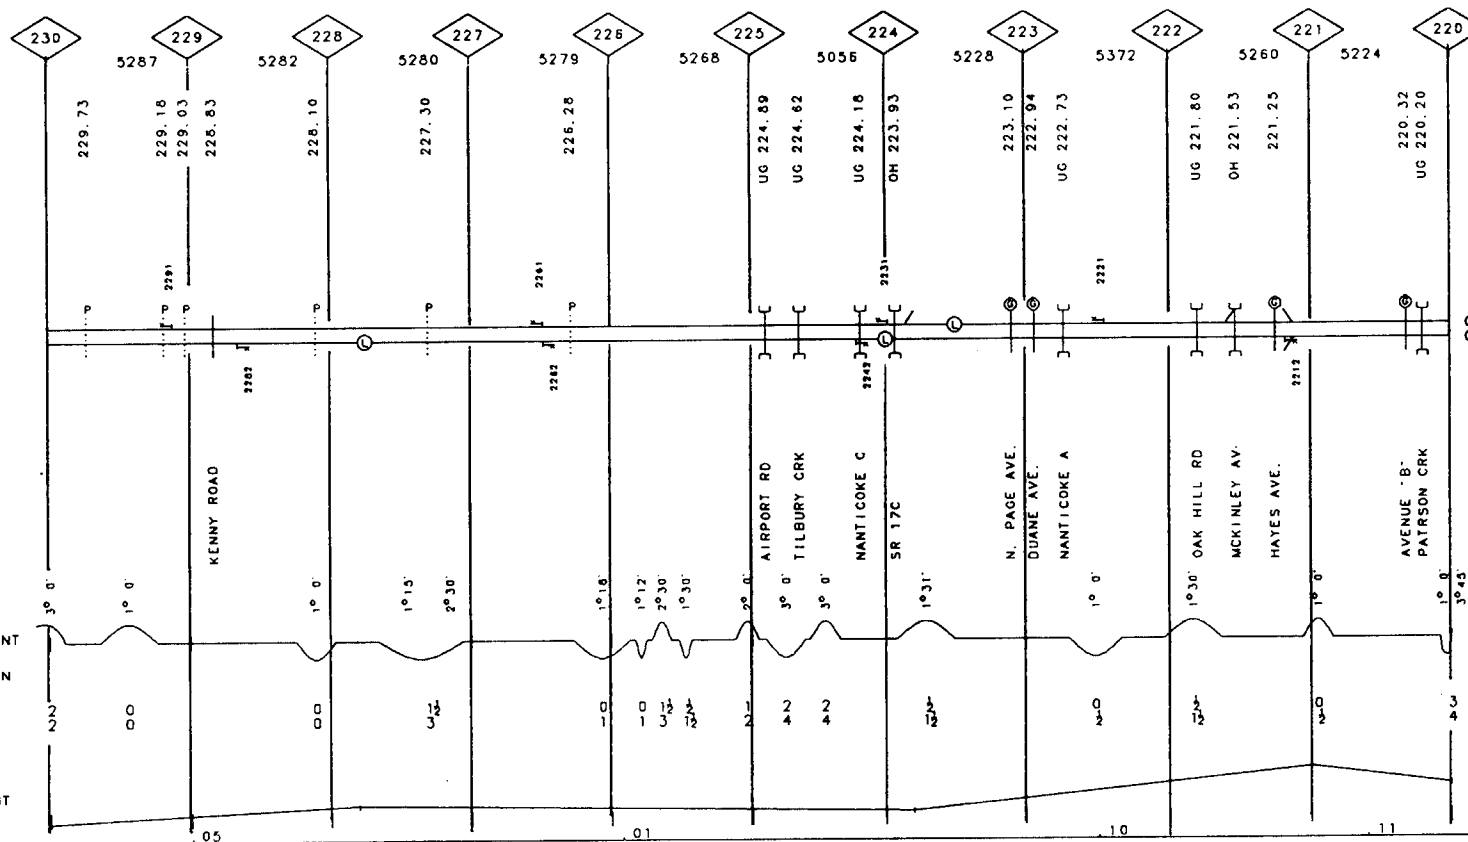 230 229 228 227 226 225 224 223 222 221 220
5287 5282 5280 5279 5268 5056 5228 5372 5260 5224
229.73
229.18
229.03
228.83
228.10
227.30
226.28
UG 224.89
UG 224.62
UG 224.18
OH 223.93
223.10
222.94
UG 222.73
UG 221.80
OH 221.53
221.25
220.32
UG 220.20
2291
2261
2231
2221
P P P P P P
G G G G
L L L
2282
2262
2242
2212
KENNY ROAD
AIRPORT RD
TILBURY CRK
NANTICOKE C
SR 17C
N. PAGE AVE.
DUANE AVE.
NANTICOKE A
OAK HILL RD
MCKINLEY AV
HAYES AVE.
AVENUE "B"
PATRSON CRK
3° 0'
1° 0'
1° 0'
1° 15'
2° 30'
1° 18'
1° 12'
2° 30'
1° 30'
2° 0'
3° 0'
3° 0'
1° 31'
1° 0'
1° 30'
1° 0'
1° 0'
3° 45'
NT
N
2 0 0 1½ 0 0 1½ ½ 1 2 2 ½ 0 ½ 0 3
2 0 0 3 1 1 3 1½ 2 4 4 1½ ½ 1½ ½ 4
GT
.05 .01 .10 .11